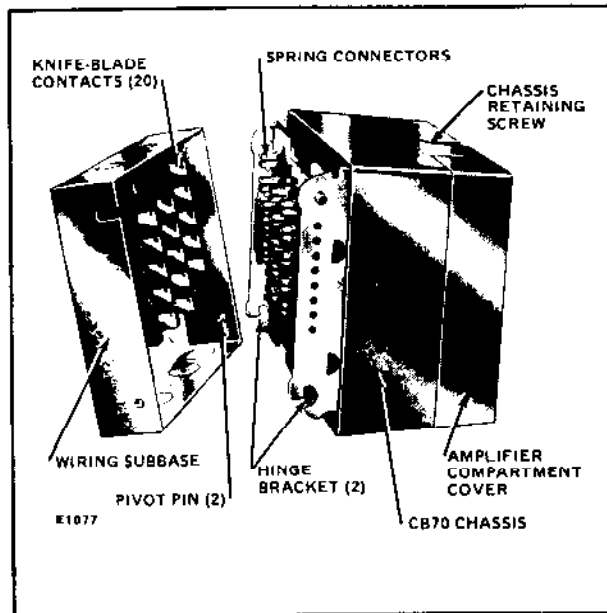 KNIFE-BLADE
CONTACTS (20)
SPRING CONNECTORS
CHASSIS
RETAINING
SCREW
WIRING SUBBASE
PIVOT PIN (2)
HINGE
BRACKET (2)
AMPLIFIER
COMPARTMENT
COVER
CB70 CHASSIS
E1077